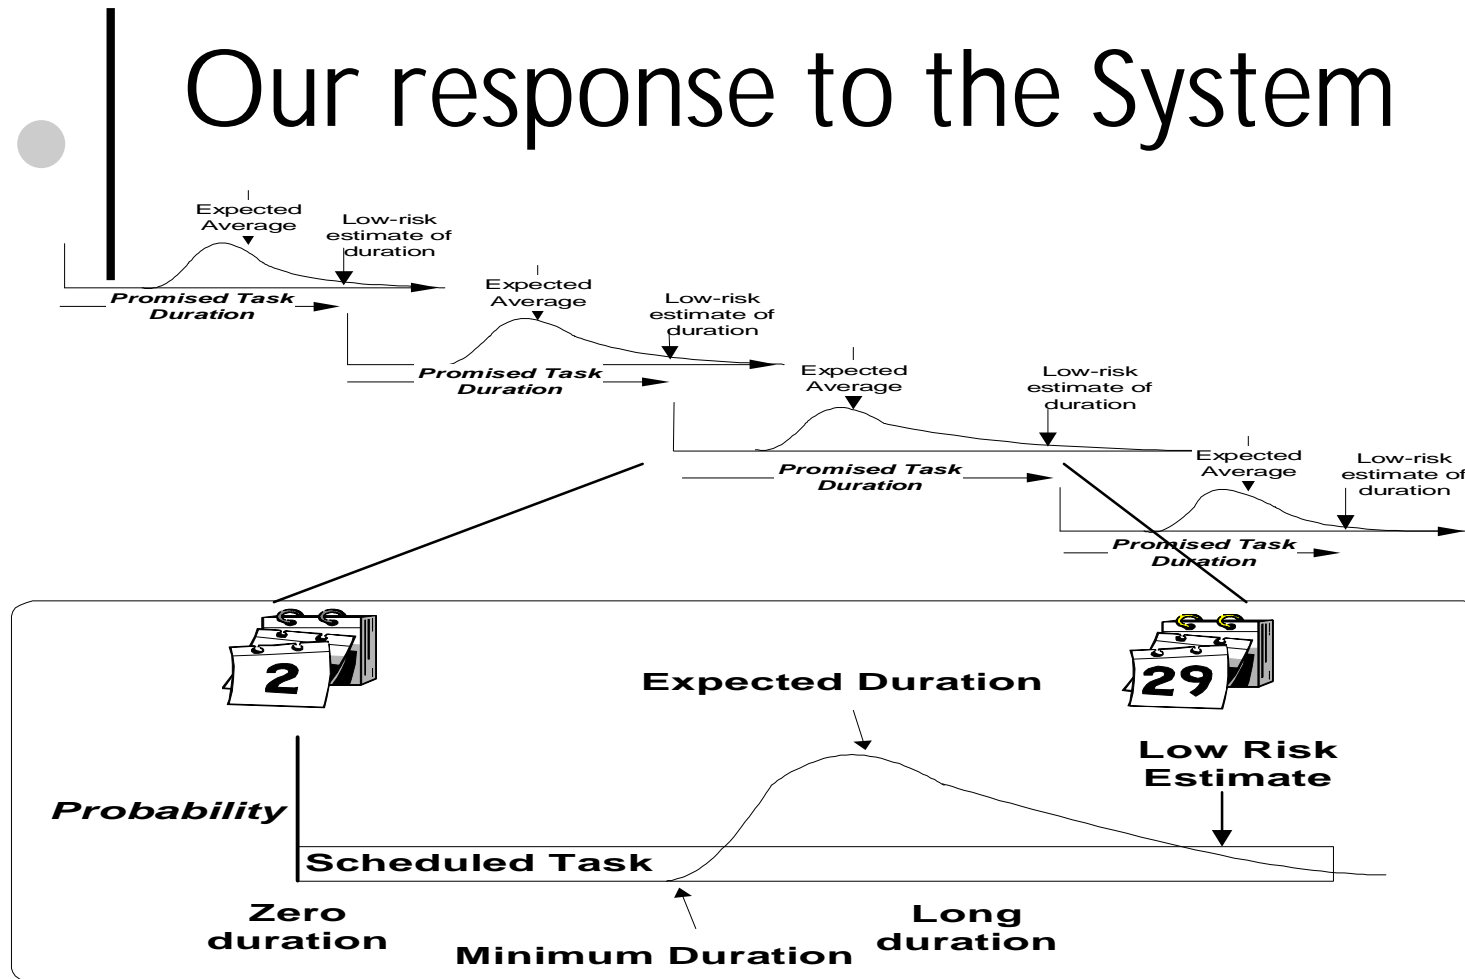 Our response to the System
Expected
Average
Low-risk
estimate of
duration
Promised Task
Duration
Expected
Average
Low-risk
estimate of
duration
Promised Task
Duration
Expected
Average
Low-risk
estimate of
duration
Promised Task
Duration
Expected
Average
Low-risk
estimate of
duration
Promised Task
Duration
2
29
Expected Duration
Low Risk
Estimate
Probability
Scheduled Task
Zero
duration
Minimum Duration
Long
duration